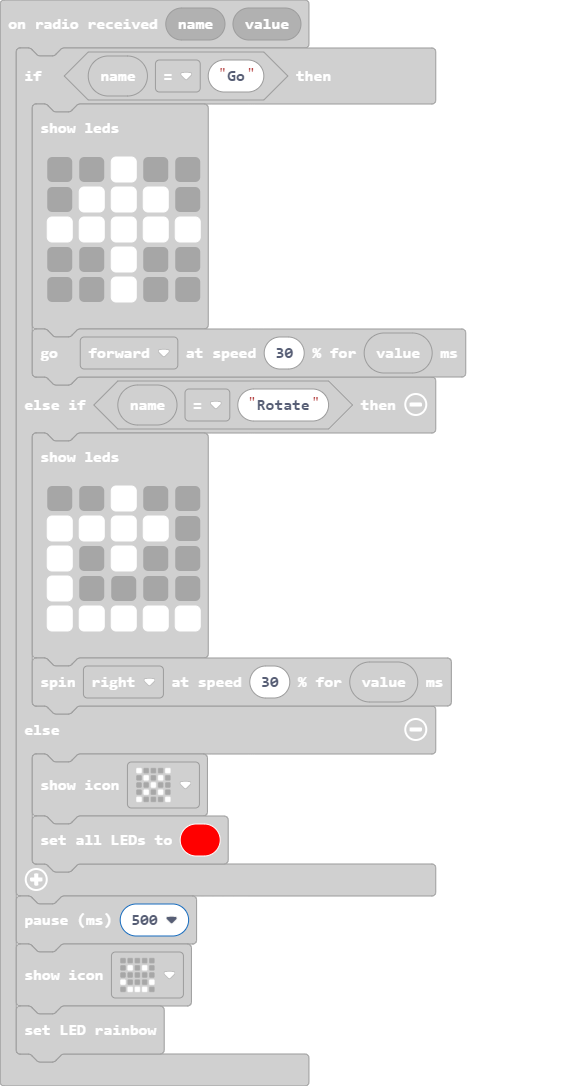 on radio received name value
if name = "Go" then
show leds
go forward at speed 30 % for value ms
else if name = "Rotate" then
show leds
spin right at speed 30 % for value ms
else
show icon
set all LEDs to
pause (ms) 500
show icon
set LED rainbow